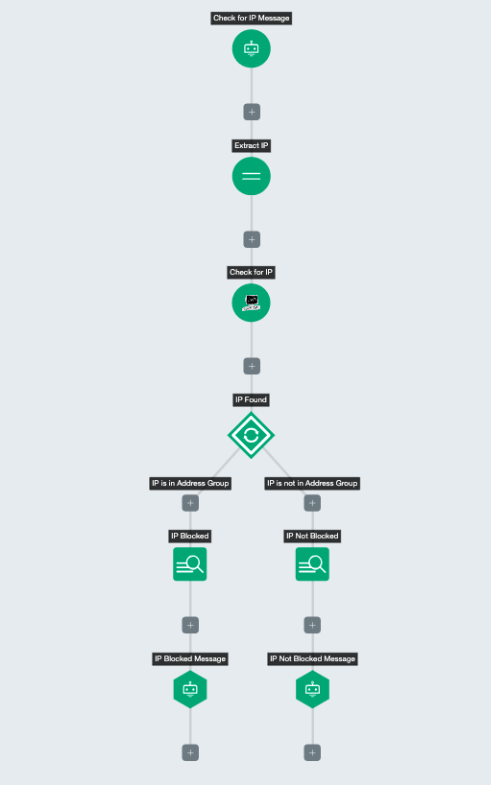 Check for IP Message
Extract IP
Check for IP
IP Found
IP is in Address Group
IP is not in Address Group
IP Blocked
IP Not Blocked
IP Blocked Message
IP Not Blocked Message